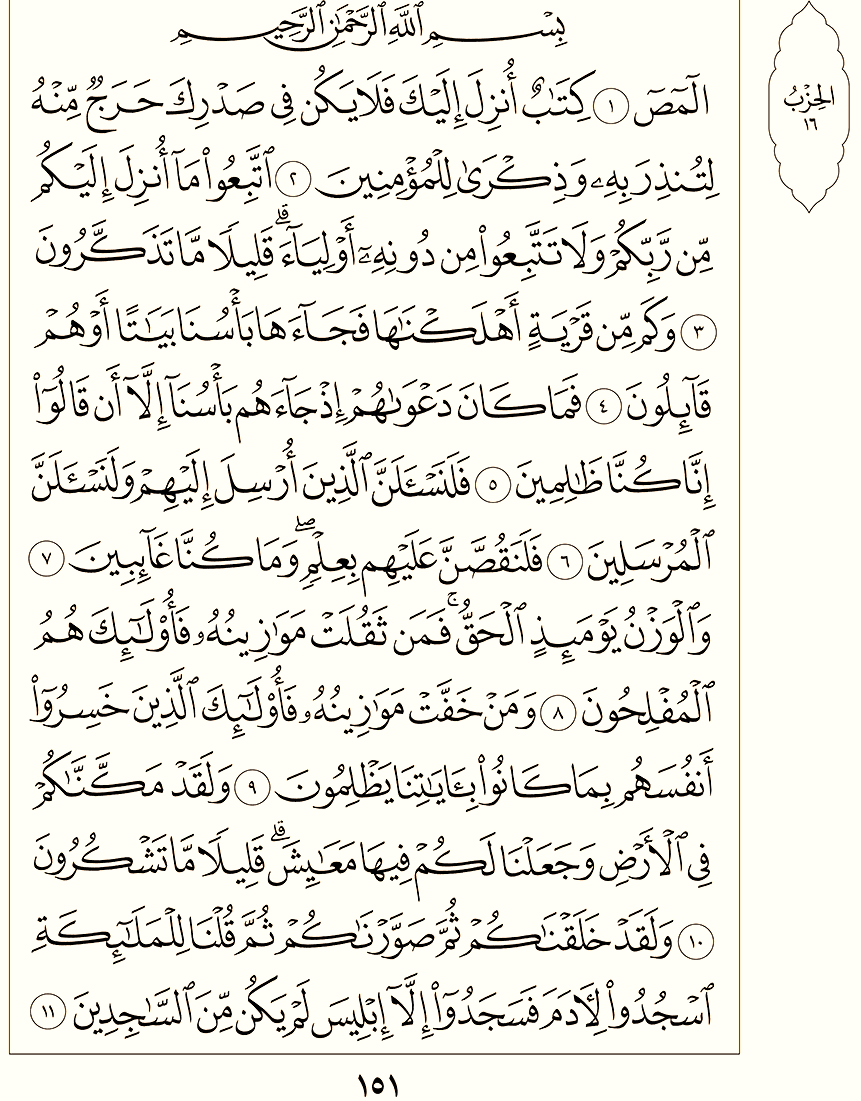 بِسْمِ ٱللَّهِ ٱلرَّحْمَٰنِ ٱلرَّحِيمِ
الٓمٓصٓ ١ كِتَٰبٌ أُنزِلَ إِلَيْكَ فَلَا يَكُن فِي صَدْرِكَ حَرَجٌ مِّنْهُ
لِتُنذِرَ بِهِۦ وَذِكْرَىٰ لِلْمُؤْمِنِينَ ٢ ٱتَّبِعُوا۟ مَآ أُنزِلَ إِلَيْكُم
مِّن رَّبِّكُمْ وَلَا تَتَّبِعُوا۟ مِن دُونِهِۦٓ أَوْلِيَآءَ ۗ قَلِيلًا مَّا تَذَكَّرُونَ
٣ وَكَم مِّن قَرْيَةٍ أَهْلَكْنَٰهَا فَجَآءَهَا بَأْسُنَا بَيَٰتًا أَوْ هُمْ
قَآئِلُونَ ٤ فَمَا كَانَ دَعْوَىٰهُمْ إِذْ جَآءَهُم بَأْسُنَآ إِلَّآ أَن قَالُوٓا۟
إِنَّا كُنَّا ظَٰلِمِينَ ٥ فَلَنَسْـَٔلَنَّ ٱلَّذِينَ أُرْسِلَ إِلَيْهِمْ وَلَنَسْـَٔلَنَّ
ٱلْمُرْسَلِينَ ٦ فَلَنَقُصَّنَّ عَلَيْهِم بِعِلْمٍ ۖ وَمَا كُنَّا غَآئِبِينَ ٧
وَٱلْوَزْنُ يَوْمَئِذٍ ٱلْحَقُّ ۚ فَمَن ثَقُلَتْ مَوَٰزِينُهُۥ فَأُو۟لَٰٓئِكَ هُمُ
ٱلْمُفْلِحُونَ ٨ وَمَنْ خَفَّتْ مَوَٰزِينُهُۥ فَأُو۟لَٰٓئِكَ ٱلَّذِينَ خَسِرُوٓا۟
أَنفُسَهُم بِمَا كَانُوا۟ بِـَٔايَٰتِنَا يَظْلِمُونَ ٩ وَلَقَدْ مَكَّنَّٰكُمْ
فِي ٱلْأَرْضِ وَجَعَلْنَا لَكُمْ فِيهَا مَعَٰيِشَ ۗ قَلِيلًا مَّا تَشْكُرُونَ
١٠ وَلَقَدْ خَلَقْنَٰكُمْ ثُمَّ صَوَّرْنَٰكُمْ ثُمَّ قُلْنَا لِلْمَلَٰٓئِكَةِ
ٱسْجُدُوا۟ لِـَٔادَمَ فَسَجَدُوٓا۟ إِلَّآ إِبْلِيسَ لَمْ يَكُن مِّنَ ٱلسَّٰجِدِينَ ١١
الحِزْبُ
١٦
١٥١